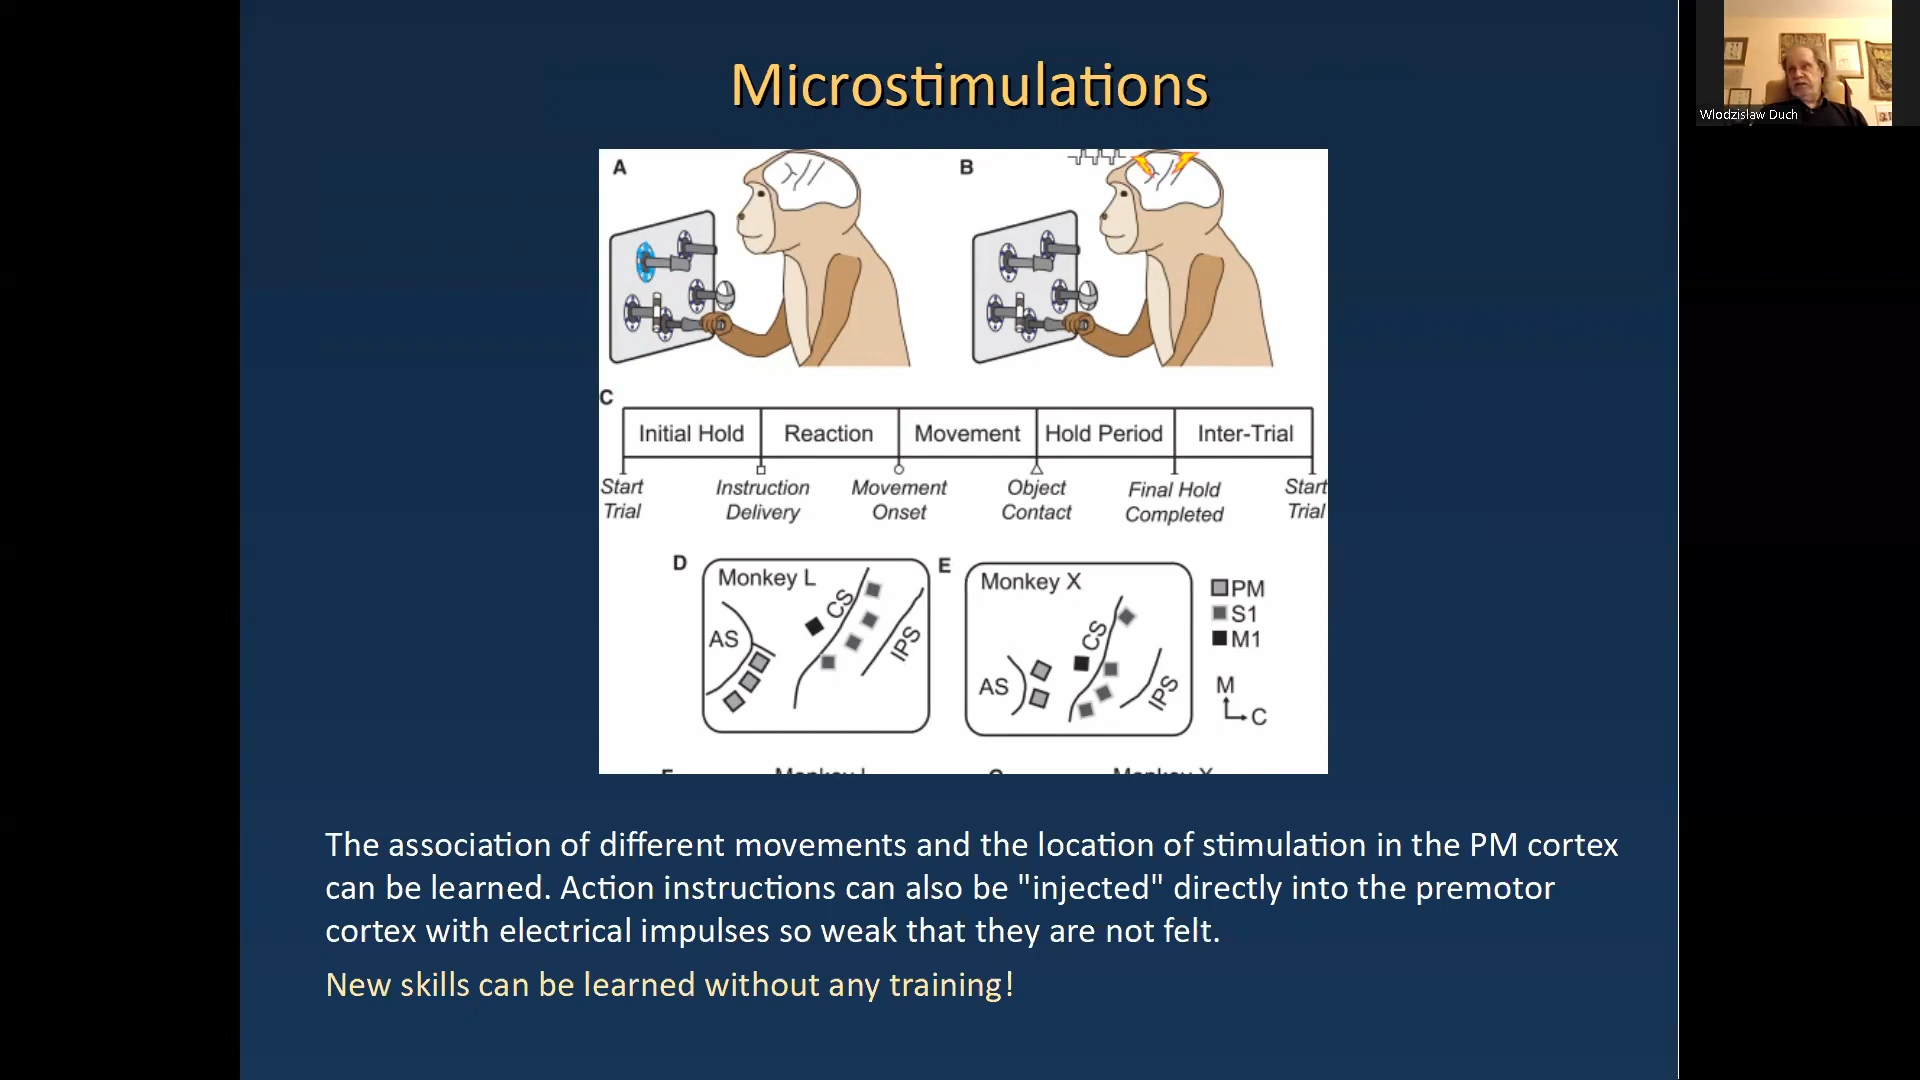 Microstimulations
Wlodzislaw Duch
A
B
C
Initial Hold
Reaction
Movement
Hold Period
Inter-Trial
Start
Trial
Instruction
Delivery
Movement
Onset
Object
Contact
Final Hold
Completed
Start
Trial
D
Monkey L
AS
CS
IPS
E
Monkey X
AS
CS
IPS
PM
S1
M1
M
C
The association of different movements and the location of stimulation in the PM cortex
can be learned. Action instructions can also be "injected" directly into the premotor
cortex with electrical impulses so weak that they are not felt.
New skills can be learned without any training!